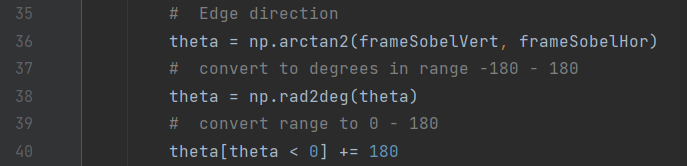 35 #  Edge direction
36 theta = np.arctan2(frameSobelVert, frameSobelHor)
37 #  convert to degrees in range -180 - 180
38 theta = np.rad2deg(theta)
39 #  convert range to 0 - 180
40 theta[theta < 0] += 180